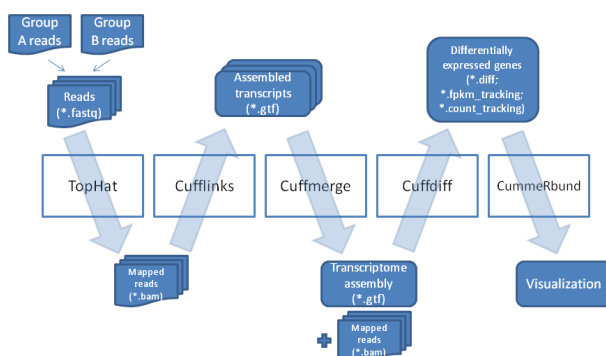 Group
A reads
Group
B reads
Reads
(*.fastq)
Assembled
transcripts
(*.gtf)
Differentially
expressed genes
(*.diff;
*.fpkm_tracking;
*.count_tracking)
TopHat
Cufflinks
Cuffmerge
Cuffdiff
CummeRbund
Mapped
reads
(*.bam)
Transcriptome
assembly
(*.gtf)
Visualization
+ Mapped
reads
(*.bam)